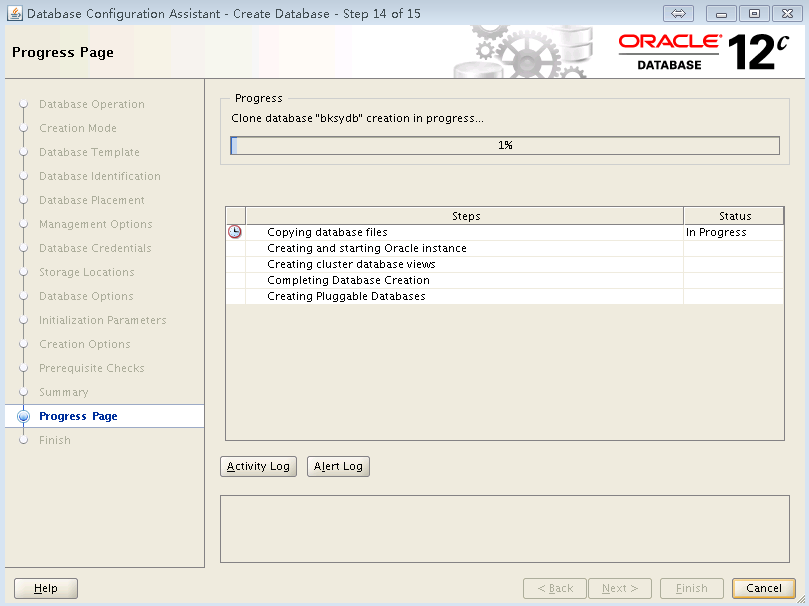 Database Configuration Assistant - Create Database - Step 14 of 15
Progress Page
ORACLE
DATABASE
12c
Database Operation
Creation Mode
Database Template
Database Identification
Database Placement
Management Options
Database Credentials
Storage Locations
Database Options
Initialization Parameters
Creation Options
Prerequisite Checks
Summary
Progress Page
Finish
Progress
Clone database "bksydb" creation in progress...
1%
Steps Status
Copying database files In Progress
Creating and starting Oracle instance
Creating cluster database views
Completing Database Creation
Creating Pluggable Databases
Activity Log Alert Log
Help < Back Next > Finish Cancel